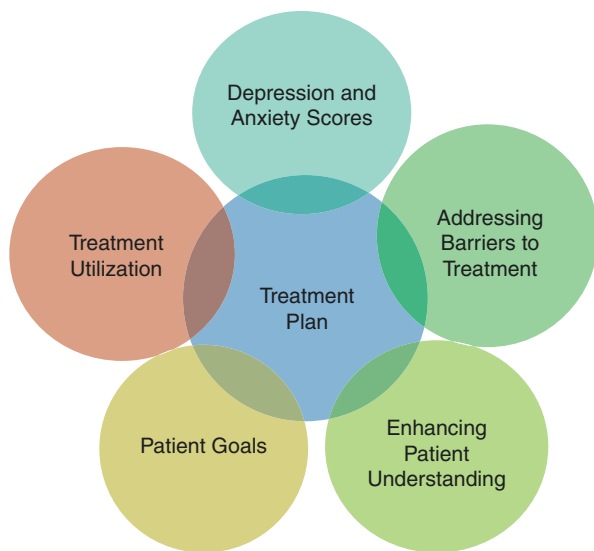 Depression and
Anxiety Scores
Addressing
Barriers to
Treatment
Treatment
Utilization
Treatment
Plan
Patient Goals
Enhancing
Patient
Understanding